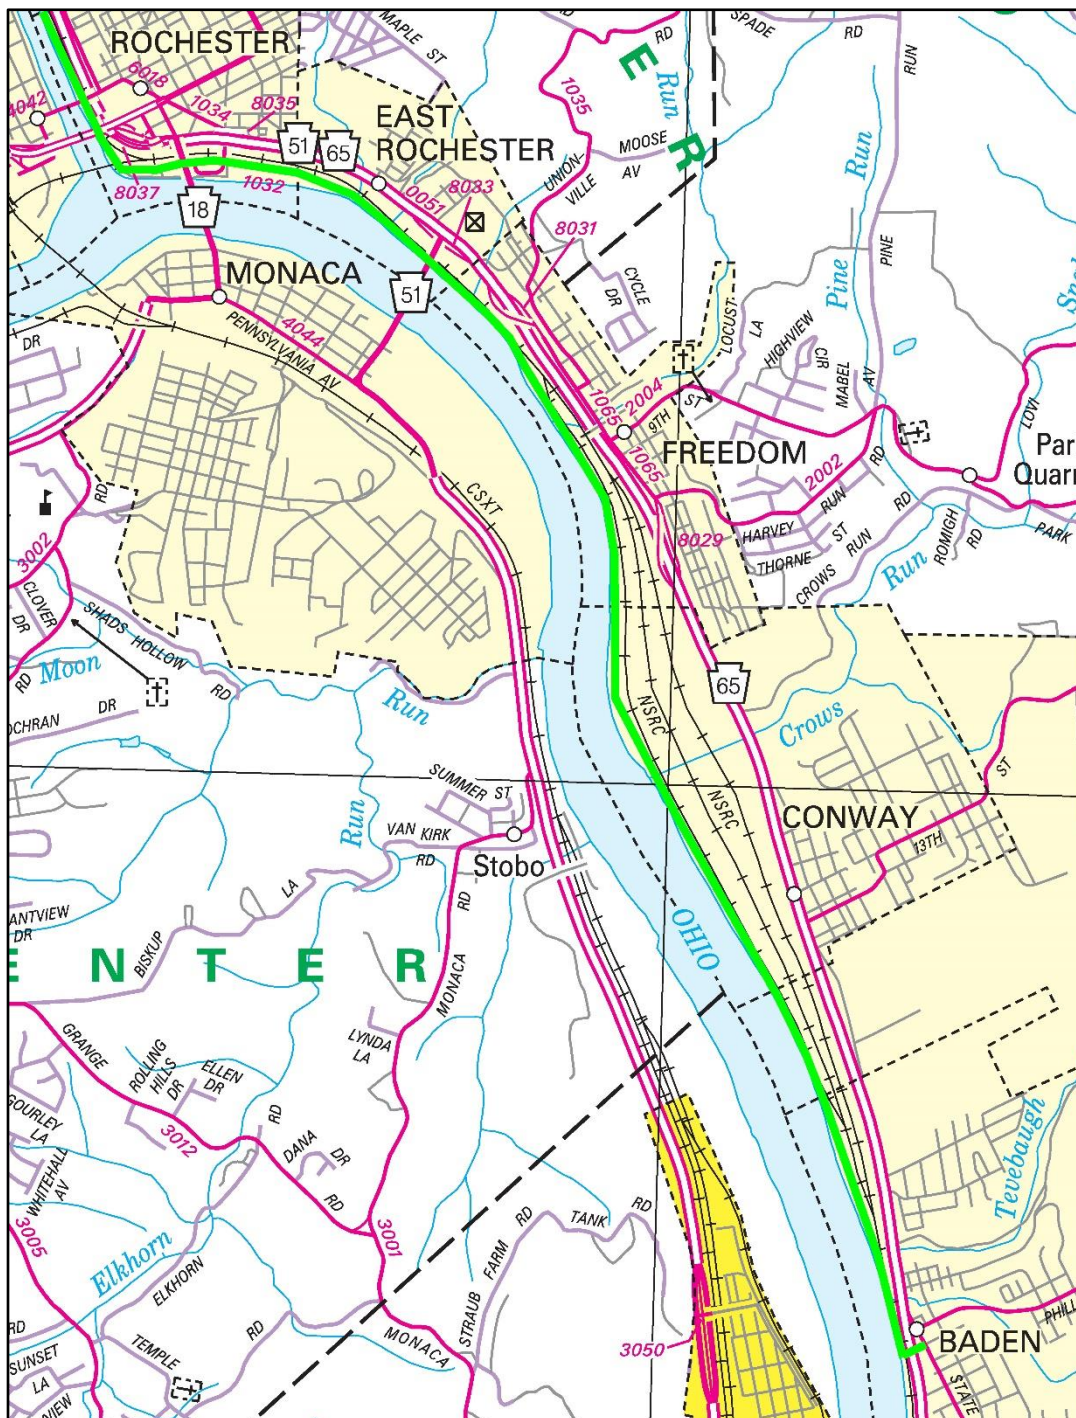 ROCHESTER
MAPLE ST
RD
SPADE
RD
RUN
E
R
Run
4042
6018
1034
8035
EAST
ROCHESTER
51
65
1035
MOOSE
AV
UNION-
VILLE
Run
PINE
Pine
8037
1032
0051
8033
8031
18
MONACA
51
CYCLE
DR
LOCUST
LA
HIGHVIEW
CIR
MABEL
AV
DR
PENNSYLVANIA AV
4044
1065
2004
9TH
ST
LOVI
FREEDOM
1065
2002
RD
Par
Quarr
RD
CSXT
3002
8029
HARVEY
RUN
THORNE
ST
CROWS
RUN
RD
ROMIGH
RD
PARK
Run
CLOVER
DR
SHADS HOLLOW
RD
Moon
RD
Run
OCHRAN
DR
65
NSRC
Crows
ST
SUMMER ST
NSRC
CONWAY
13TH
VAN KIRK
RD
Run
Stobo
ANTVIEW
DR
BISKUP
LA
RD
MONACA
OHIO
E N T E R
GRANGE
ROLLING
HILLS
DR
ELLEN
DR
LYNDA
LA
GOURLEY
LA
WHITEHALL
AV
3012
RD
DANA
DR
RD
Tevebaugh
3005
Elkhorn
ELKHORN
3001
STRAUB
FARM
RD
TANK
RD
RD
SUNSET
LA
VIEW
TEMPLE
RD
MONACA
3050
BADEN
PHILL
STATE